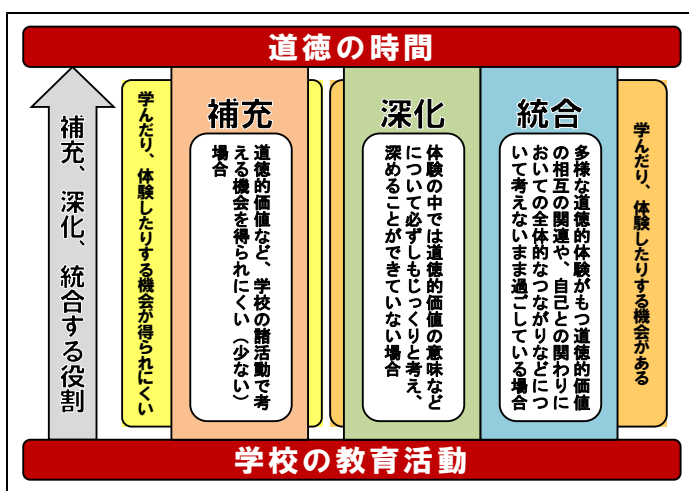 道徳の時間
補充、深化、統合する役割
学んだり、体験したりする機会が得られにくい
補充
道徳的価値など、学校の諸活動で考
える機会を得られにくい（少ない）
場合
深化
体験の中では道徳的価値の意味など
について必ずしもじっくりと考え、
深めることができていない場合
統合
多様な道徳的体験がもつ道徳的価値
の相互の関連や、自己との関わりに
おいての全体的なつながりなどにつ
いて考えないまま過ごしている場合
学んだり、体験したりする機会がある
学校の教育活動